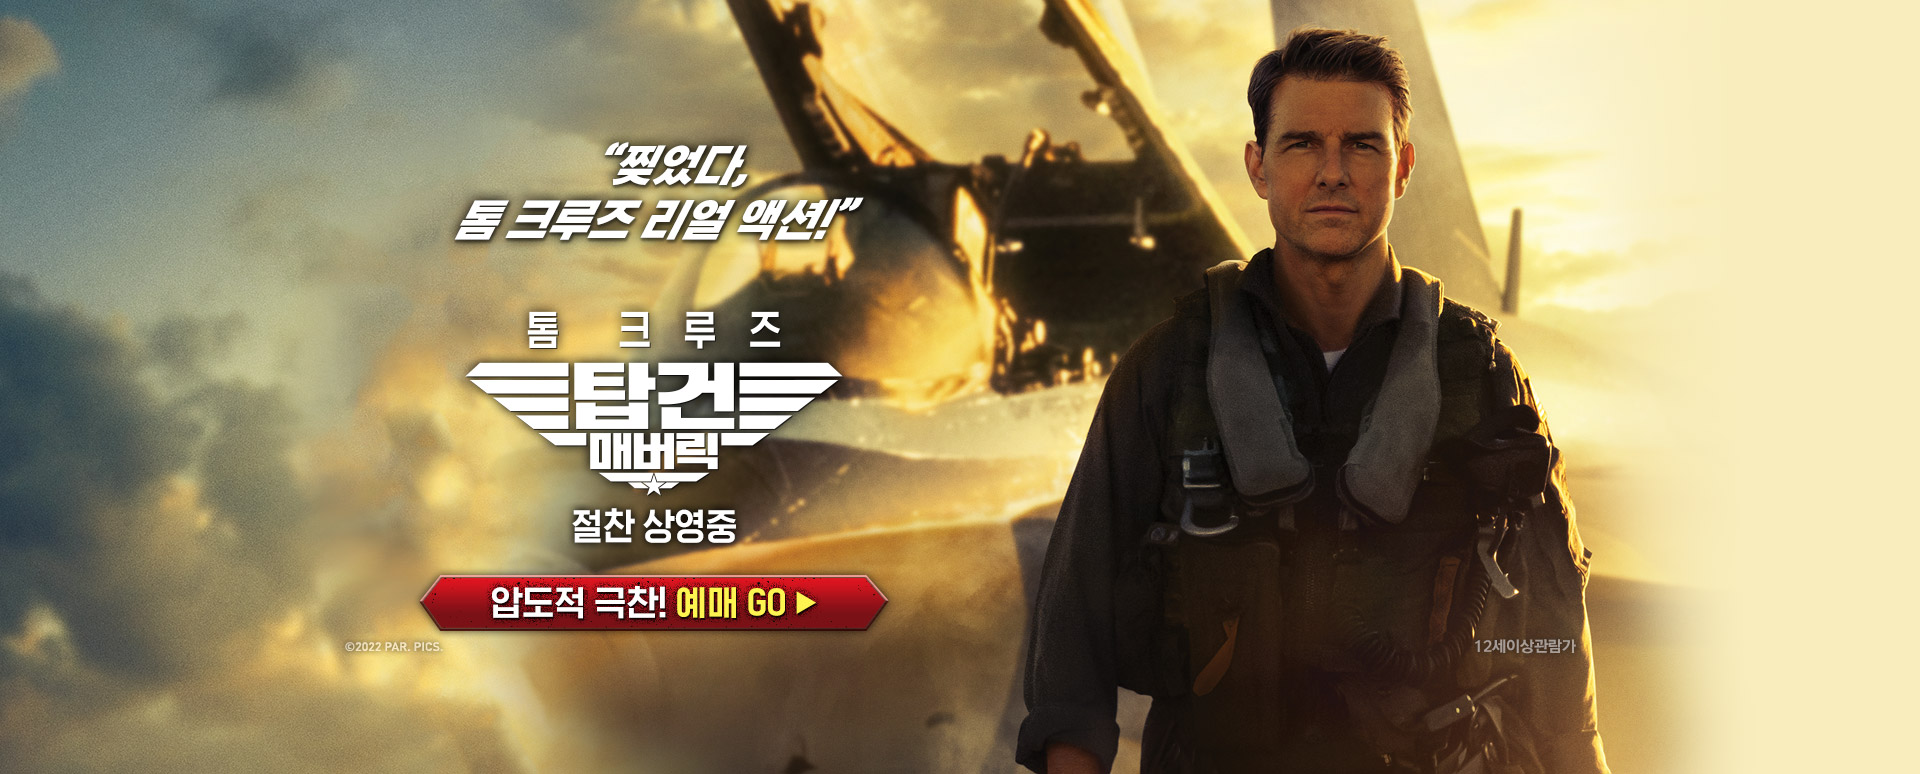 “찢었다,
톰 크루즈 리얼 액션!”
톰 크루즈
탑건
매버릭
절찬 상영중
압도적 극찬! 예매 GO ▶
©2022 PAR. PICS.
12세이상관람가